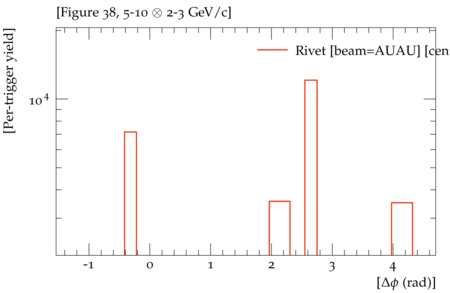 [Figure 38, 5-10 ⊗ 2-3 GeV/c]
[Per-trigger yield]
Rivet [beam=AUAU] [cen
10⁴
-1 0 1 2 3 4
[Δϕ (rad)]